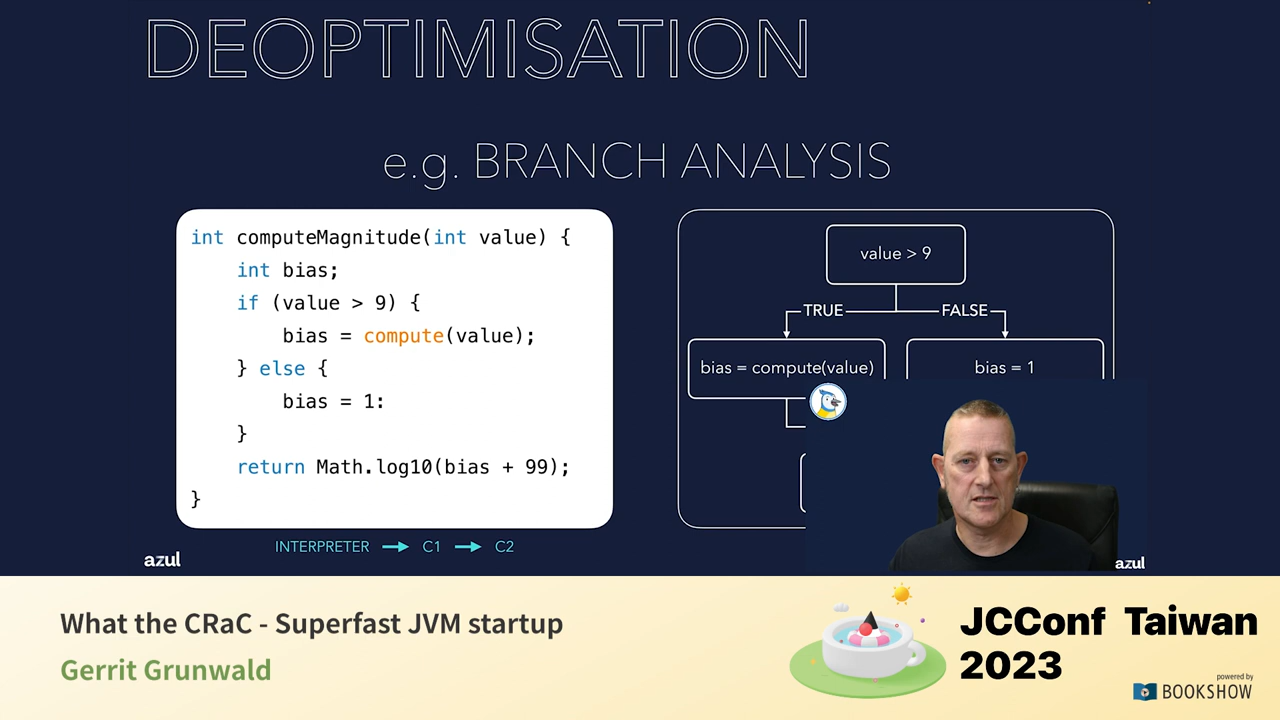 DEOPTIMISATION
e.g. BRANCH ANALYSIS
int computeMagnitude(int value) {
int bias;
if (value > 9) {
bias = compute(value);
} else {
bias = 1:
}
return Math.log10(bias + 99);
}
INTERPRETER → C1 → C2
value > 9
TRUE
FALSE
bias = compute(value)
bias = 1
azul
azul
What the CRaC - Superfast JVM startup
Gerrit Grunwald
JCConf Taiwan
2023
powered by
BOOKSHOW